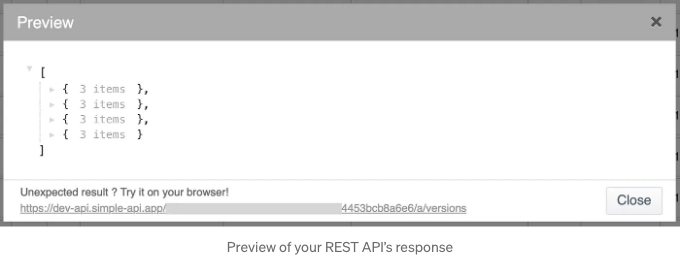 Preview ×
▼ [
▶ { 3 items },
▶ { 3 items },
▶ { 3 items },
▶ { 3 items }
]
Unexpected result ? Try it on your browser!
https://dev-api.simple-api.app/ 4453bcb8a6e6/a/versions
Close
Preview of your REST API's response